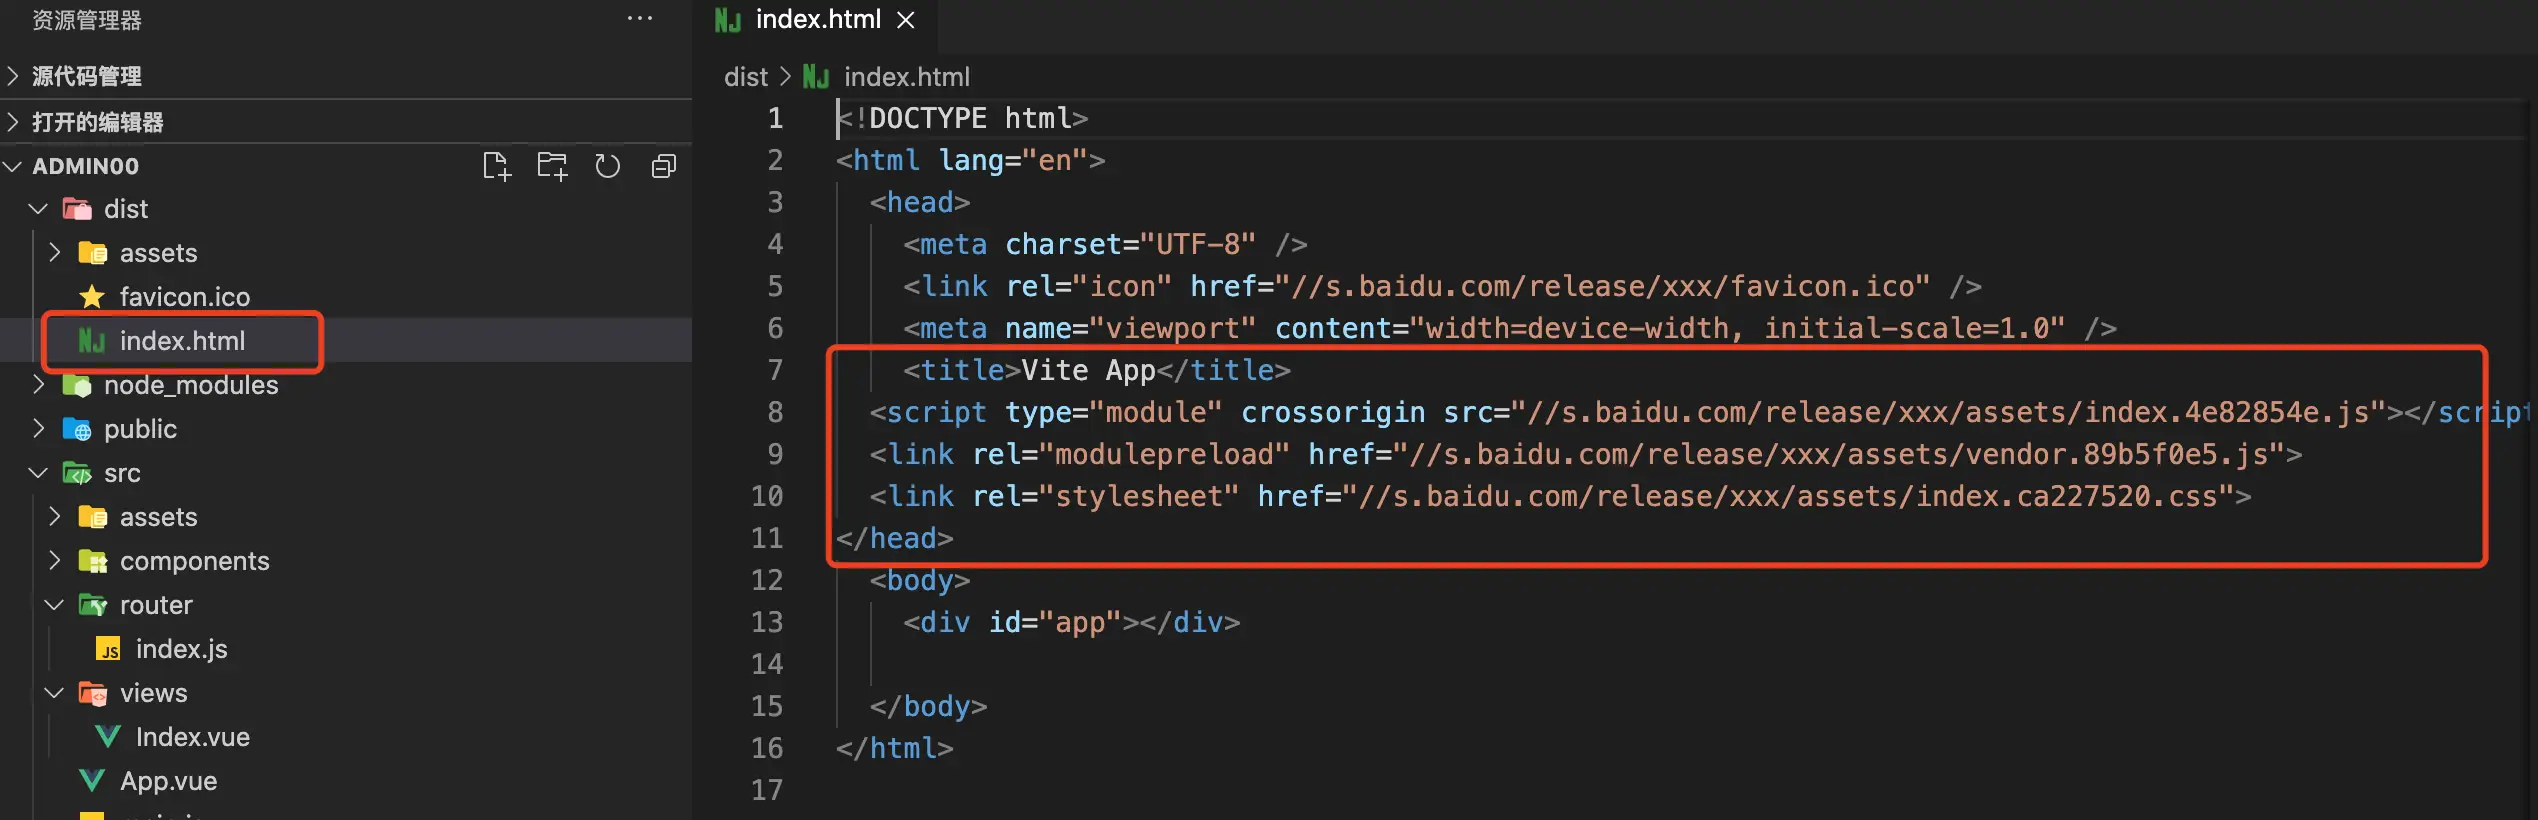 资源管理器
源代码管理
打开的编辑器
ADMIN00
dist
assets
favicon.ico
index.html
node_modules
public
src
assets
components
router
index.js
views
Index.vue
App.vue
index.html
dist > index.html
1 <!DOCTYPE html>
2 <html lang="en">
3 <head>
4 <meta charset="UTF-8" />
5 <link rel="icon" href="//s.baidu.com/release/xxx/favicon.ico" />
6 <meta name="viewport" content="width=device-width, initial-scale=1.0" />
7 <title>Vite App</title>
8 <script type="module" crossorigin src="//s.baidu.com/release/xxx/assets/index.4e82854e.js"></script
9 <link rel="modulepreload" href="//s.baidu.com/release/xxx/assets/vendor.89b5f0e5.js">
10 <link rel="stylesheet" href="//s.baidu.com/release/xxx/assets/index.ca227520.css">
11 </head>
12 <body>
13 <div id="app"></div>
14
15 </body>
16 </html>
17